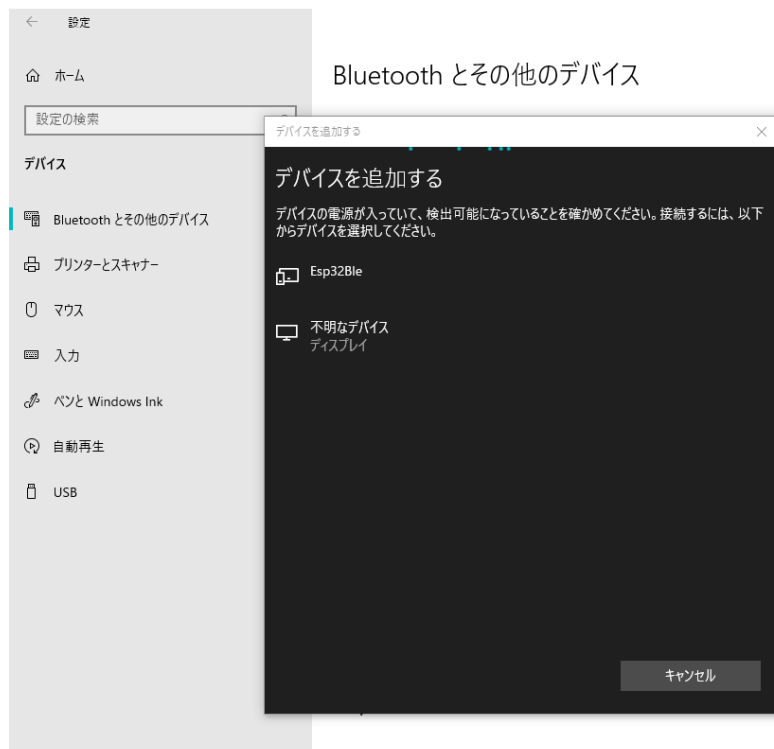 設定
ホーム
設定の検索
デバイス
Bluetooth とその他のデバイス
プリンターとスキャナー
マウス
入力
ペンと Windows Ink
自動再生
USB
Bluetooth とその他のデバイス
デバイスを追加する
デバイスを追加する
デバイスの電源が入っていて、検出可能になっていることを確かめてください。接続するには、以下
からデバイスを選択してください。
Esp32Ble
不明なデバイス
ディスプレイ
キャンセル